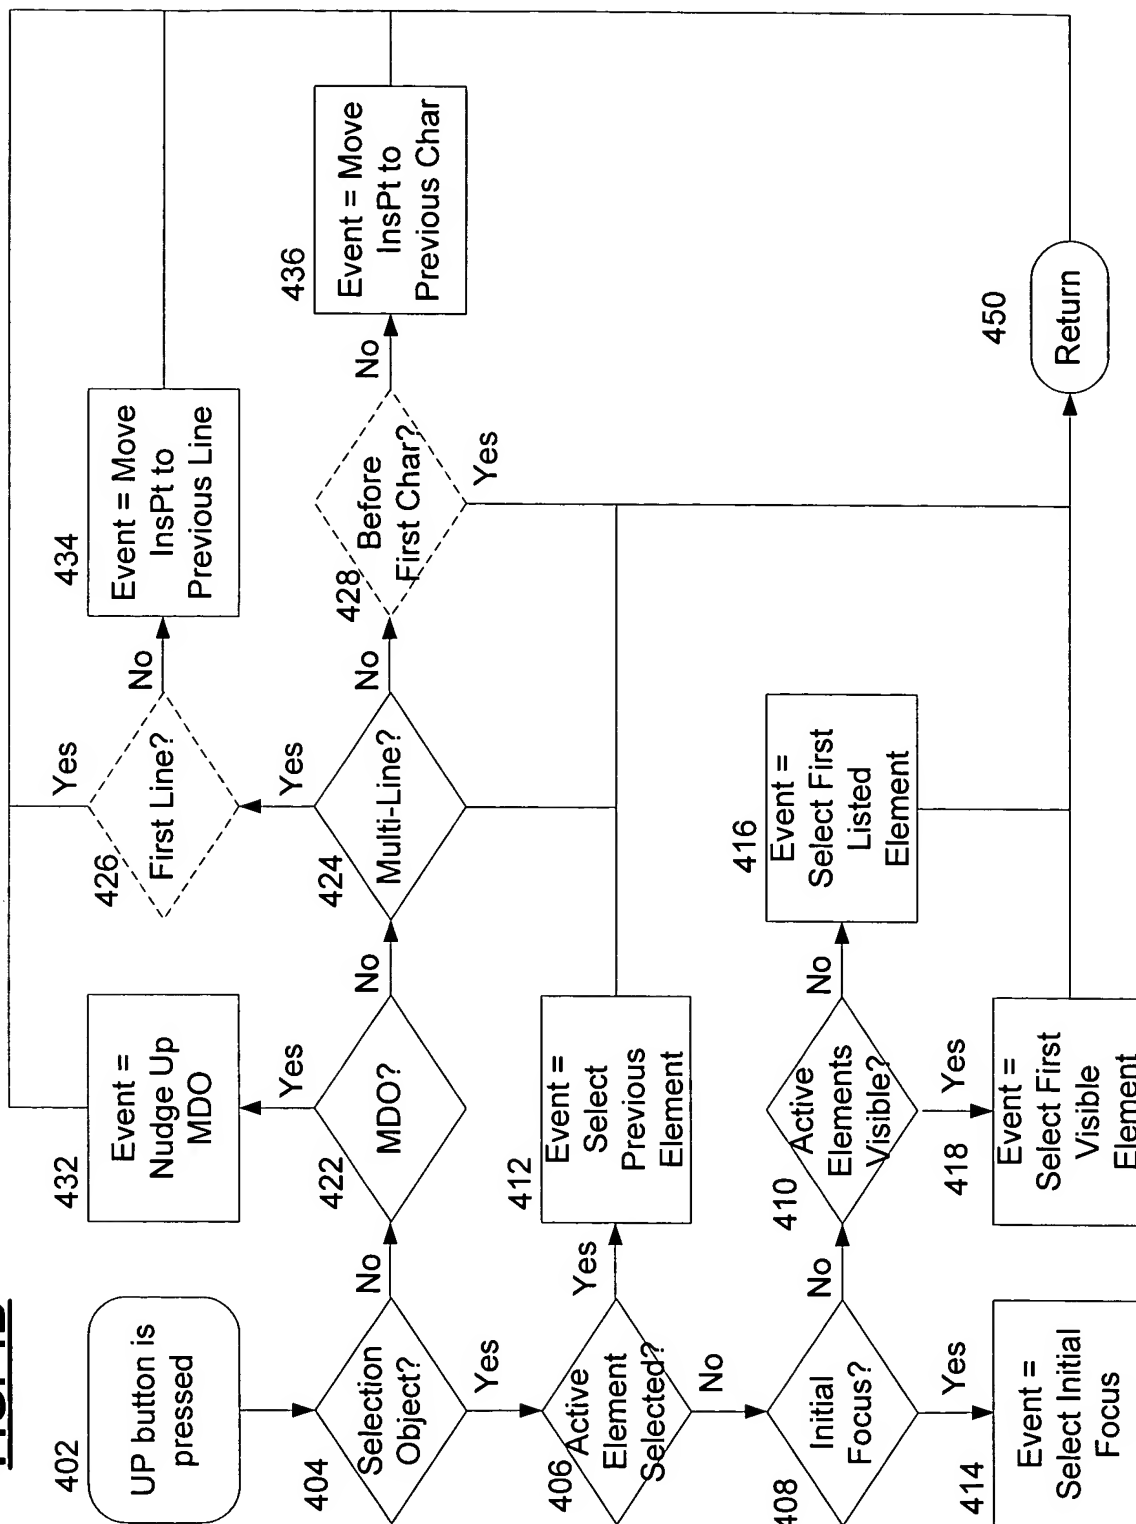 402
UP button is
pressed
432
Event =
Nudge Up
MDO
426
First Line?
Yes
No
434
Event = Move
InsPt to
Previous Line
404
Selection
Object?
No
Yes
422
MDO?
Yes
No
424
Multi-Line?
Yes
No
428
Before
First Char?
No
Yes
436
Event = Move
InsPt to
Previous Char
406
Active
Element
Selected?
Yes
No
412
Event =
Select
Previous
Element
408
Initial
Focus?
No
Yes
410
Active
Elements
Visible?
No
Yes
416
Event =
Select First
Listed
Element
414
Event =
Select Initial
Focus
418
Event =
Select First
Visible
Element
450
Return